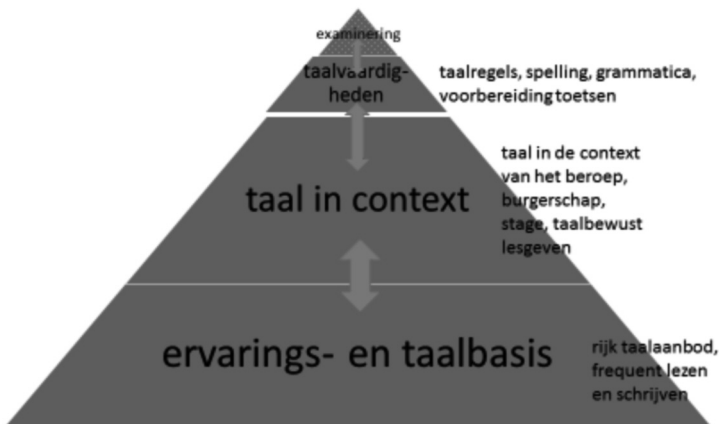 examinering
taalvaardig-
heden
taalregels, spelling, grammatica,
voorbereiding toetsen
taal in context
taal in de context
van het beroep,
burgerschap,
stage, taalbewust
lesgeven
ervarings- en taalbasis
rijk taalaanbod,
frequent lezen
en schrijven